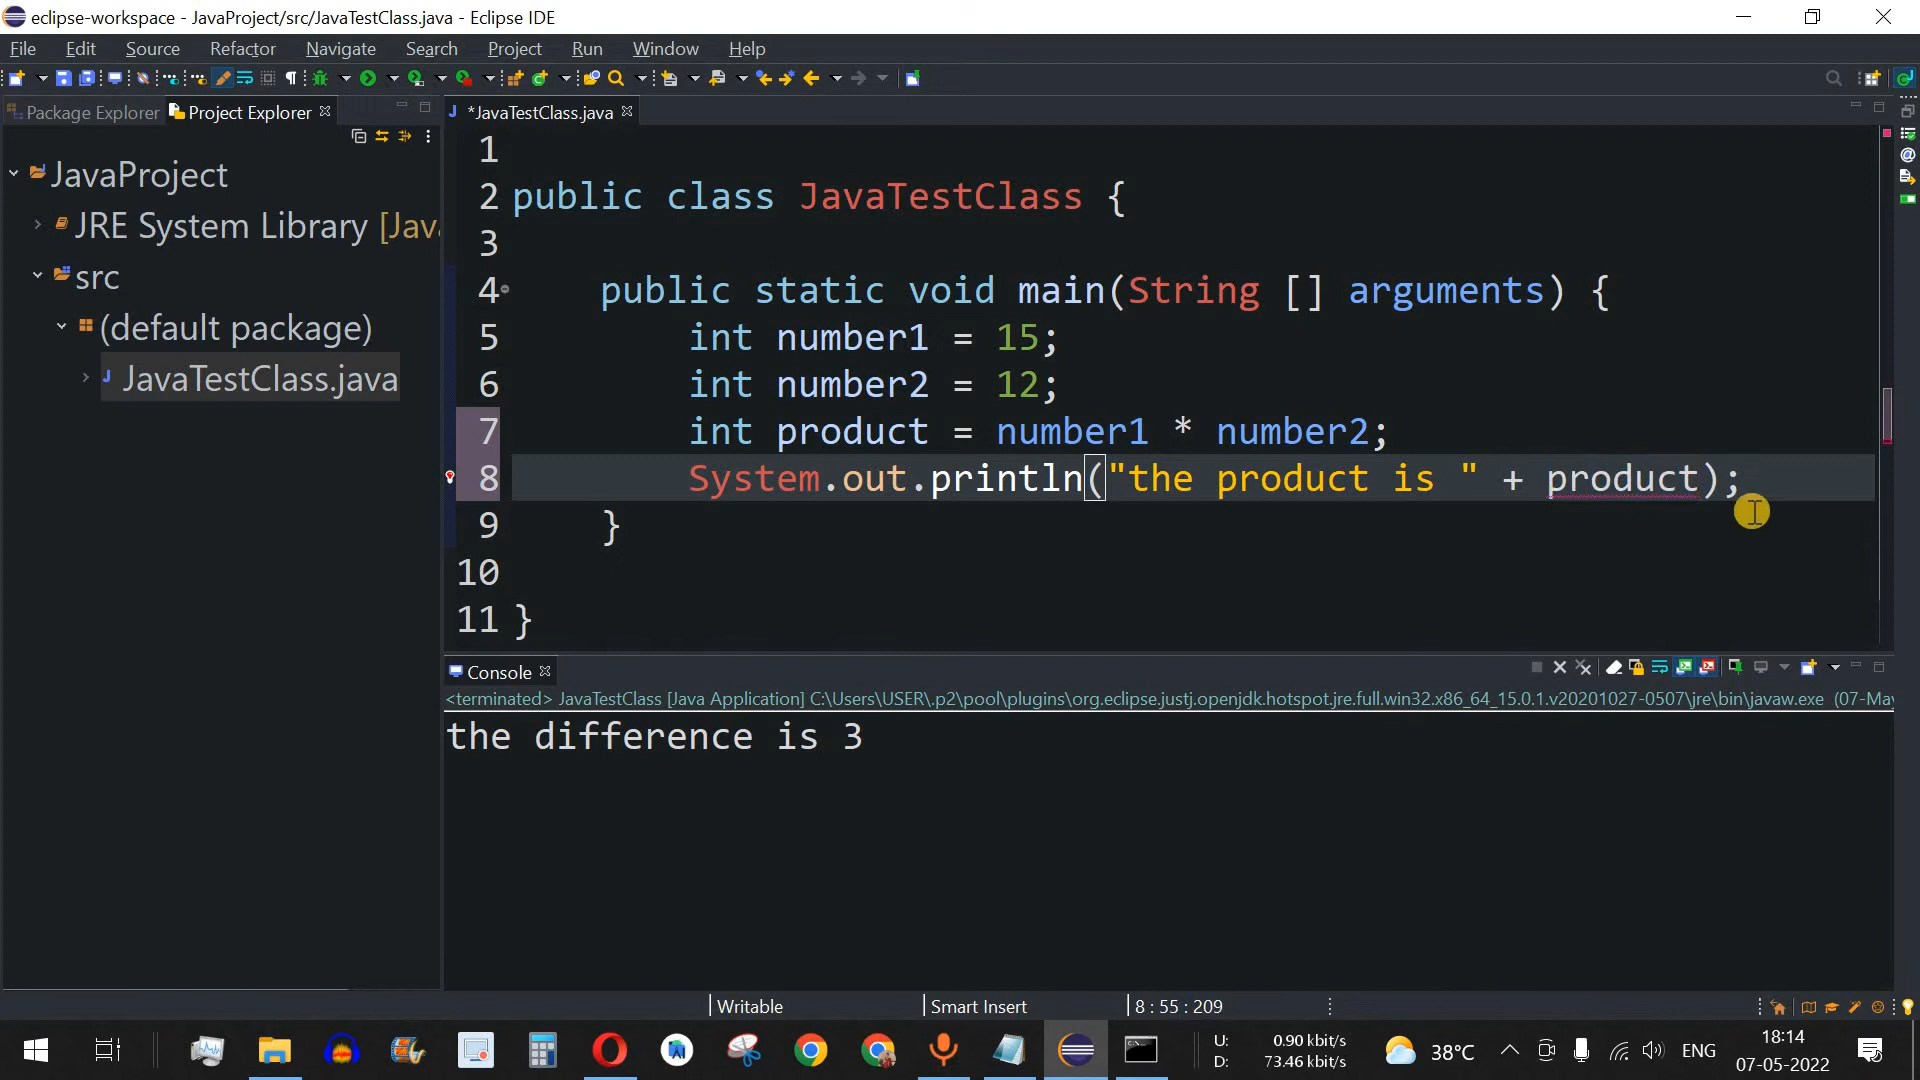 eclipse-workspace - JavaProject/src/JavaTestClass.java - Eclipse IDE
File Edit Source Refactor Navigate Search Project Run Window Help
Package Explorer Project Explorer *JavaTestClass.java
JavaProject
JRE System Library [Jav
src
(default package)
JavaTestClass.java
1
2 public class JavaTestClass {
3
4 public static void main(String [] arguments) {
5 int number1 = 15;
6 int number2 = 12;
7 int product = number1 * number2;
8 System.out.println("the product is " + product);
9 }
10
11 }
Console
<terminated> JavaTestClass [Java Application] C:\Users\USER\.p2\pool\plugins\org.eclipse.justj.openjdk.hotspot.jre.full.win32.x86_64_15.0.1.v20201027-0507\jre\bin\javaw.exe (07-May
the difference is 3
Writable Smart Insert 8 : 55 : 209
U: 0.90 kbit/s
D: 73.46 kbit/s
38°C
ENG
18:14
07-05-2022